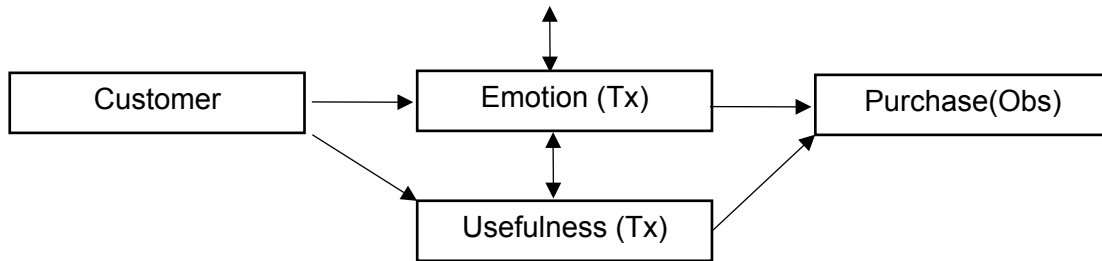 Customer
Emotion (Tx)
Purchase(Obs)
Usefulness (Tx)